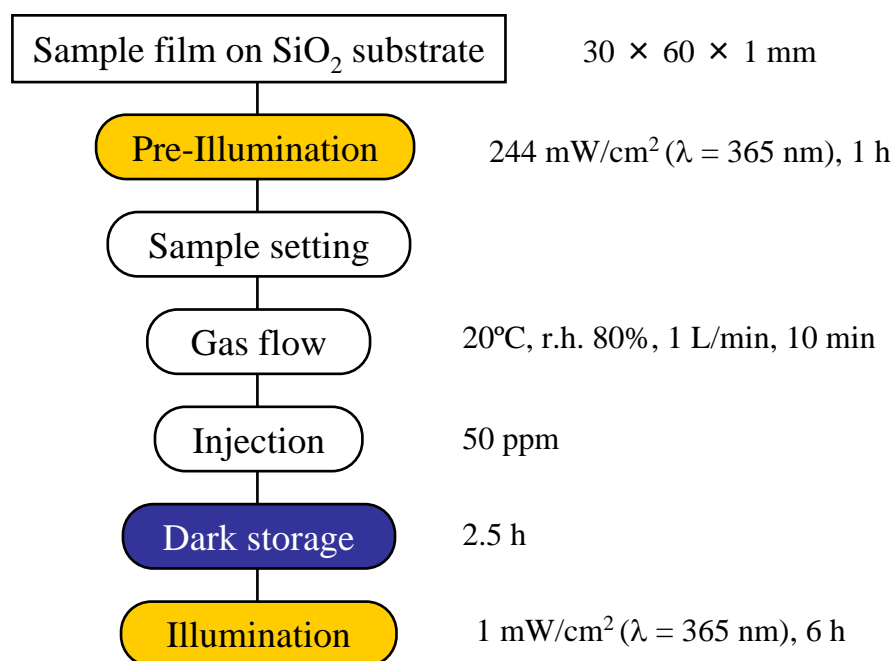 Sample film on SiO₂ substrate 30 × 60 × 1 mm
Pre-Illumination 244 mW/cm² (λ = 365 nm), 1 h
Sample setting
Gas flow 20ºC, r.h. 80%, 1 L/min, 10 min
Injection 50 ppm
Dark storage 2.5 h
Illumination 1 mW/cm² (λ = 365 nm), 6 h